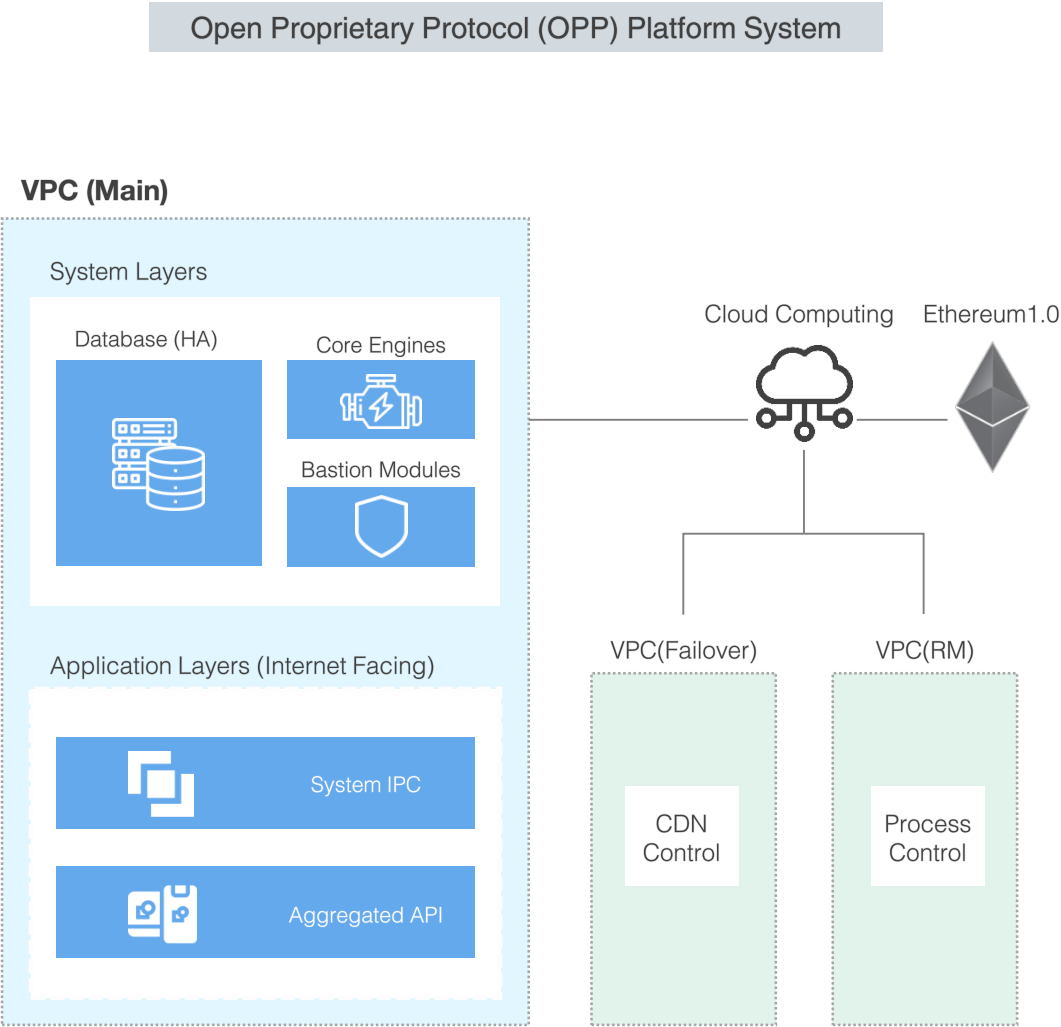 Open Proprietary Protocol (OPP) Platform System
VPC (Main)
System Layers
Database (HA)
Core Engines
Bastion Modules
Application Layers (Internet Facing)
System IPC
Aggregated API
Cloud Computing
Ethereum1.0
VPC(Failover)
CDN
Control
VPC(RM)
Process
Control